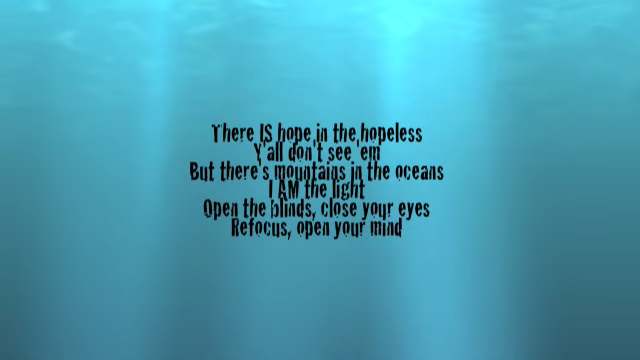 There IS hope in the hopeless
Y'all don't see 'em
But there's mountains in the oceans
I AM the light
Open the blinds, close your eyes
Refocus, open your mind